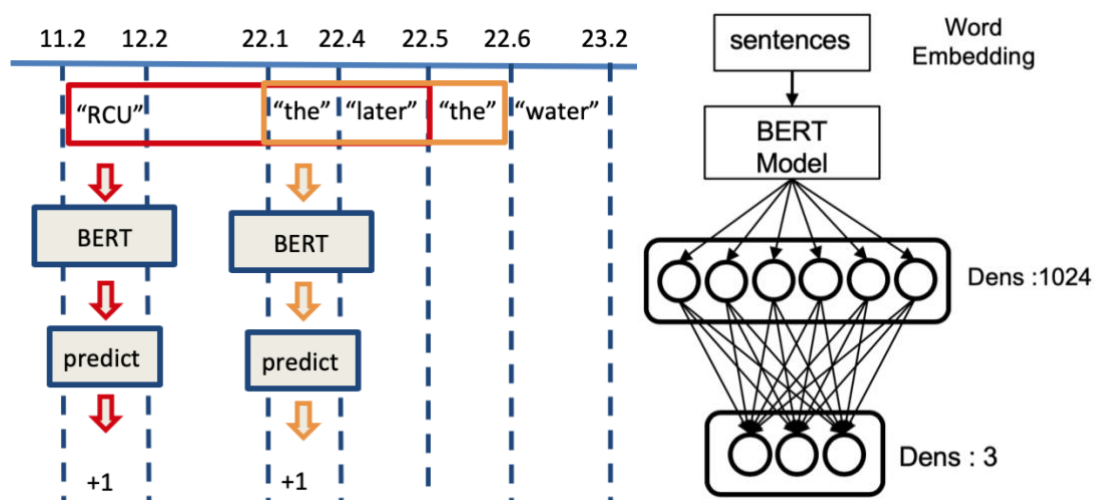 11.2 12.2 22.1 22.4 22.5 22.6 23.2
“RCU” “the” “later” “the” “water”
BERT BERT
predict predict
+1 +1
sentences
Word
Embedding
BERT
Model
Dens :1024
Dens : 3